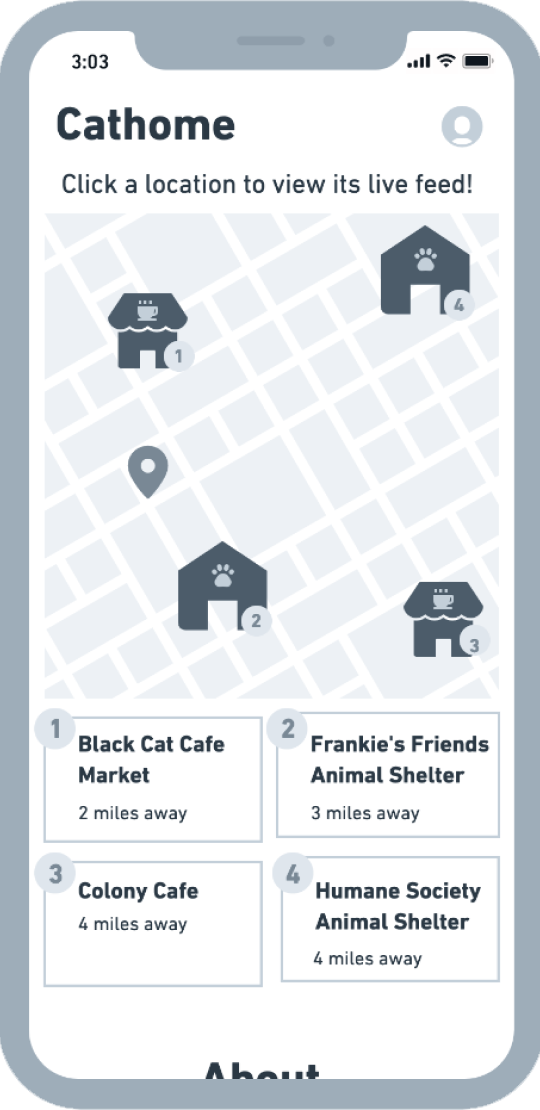 3:03
Cathome
Click a location to view its live feed!
4
1
2
3
1
Black Cat Cafe
Market
2 miles away
2
Frankie's Friends
Animal Shelter
3 miles away
3
Colony Cafe
4 miles away
4
Humane Society
Animal Shelter
4 miles away
About